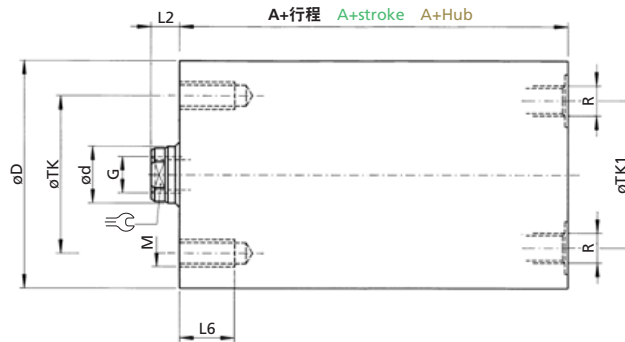 L2
A+行程 A+stroke A+Hub
øD
øTK
ød
G
M
R
R
øTK1
L6